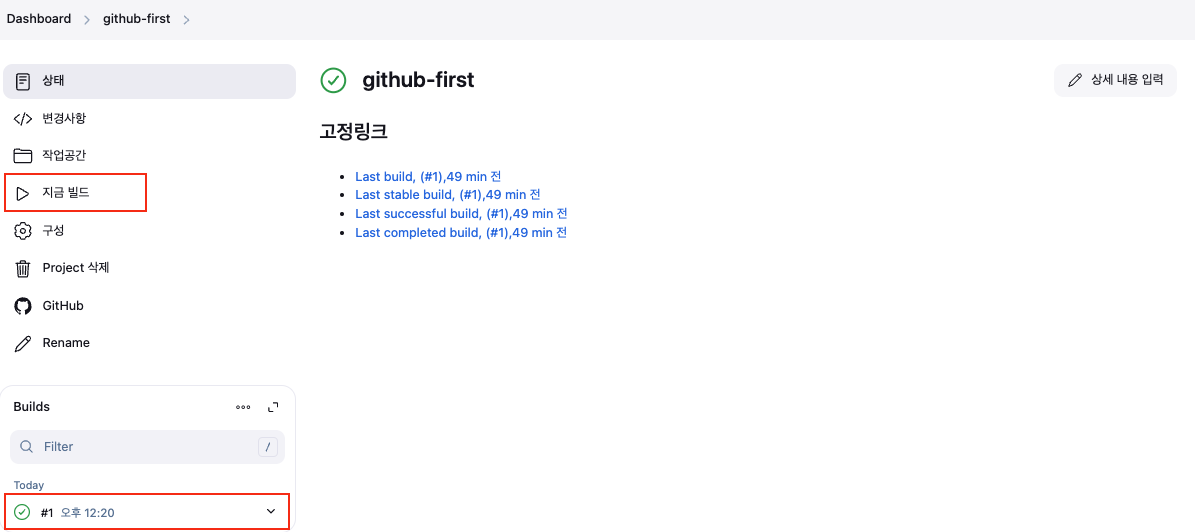 Dashboard > github-first >
상태
변경사항
작업공간
지금 빌드
구성
Project 삭제
GitHub
Rename
Builds
Filter /
Today
#1 오후 12:20
github-first
상세 내용 입력
고정링크
Last build, (#1),49 min 전
Last stable build, (#1),49 min 전
Last successful build, (#1),49 min 전
Last completed build, (#1),49 min 전